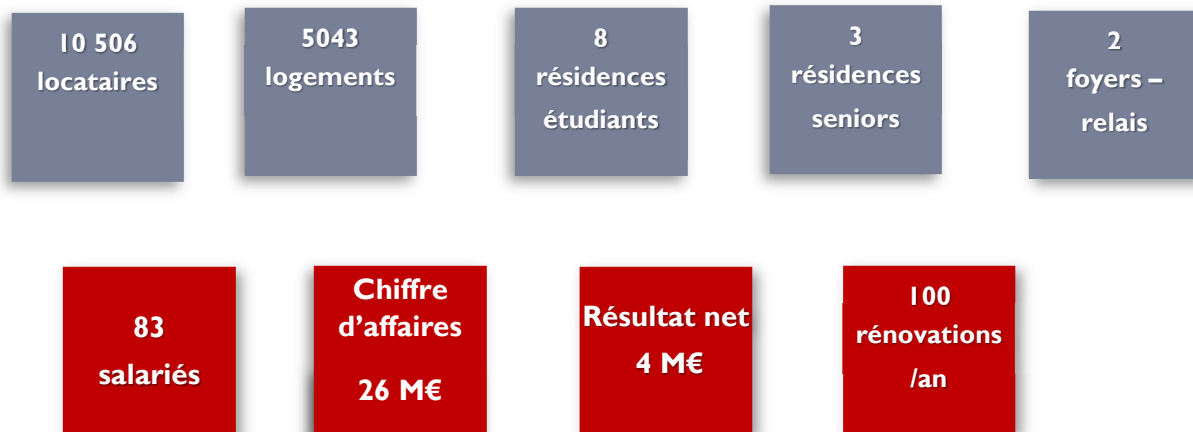 10 506
locataires
5043
logements
8
résidences
étudiants
3
résidences
seniors
2
foyers –
relais
83
salariés
Chiffre
d'affaires
26 M€
Résultat net
4 M€
100
rénovations
/an